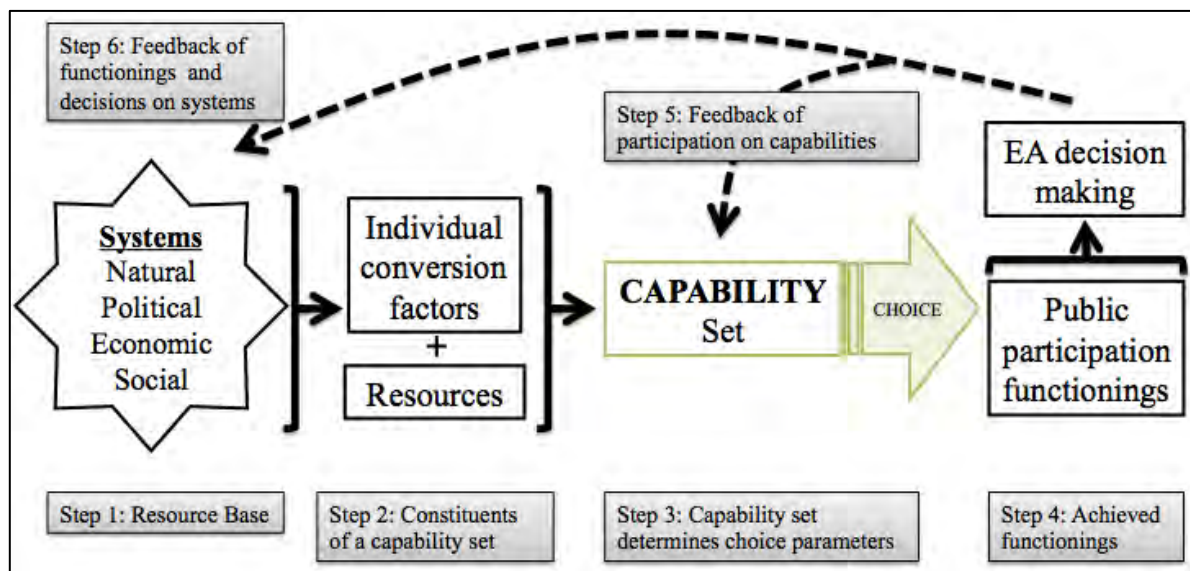 Step 6: Feedback of
functionings and
decisions on systems
Step 5: Feedback of
participation on capabilities
EA decision
making
Systems
Natural
Political
Economic
Social
Individual
conversion
factors
+
Resources
CAPABILITY
Set
CHOICE
Public
participation
functionings
Step 1: Resource Base
Step 2: Constituents
of a capability set
Step 3: Capability set
determines choice parameters
Step 4: Achieved
functionings